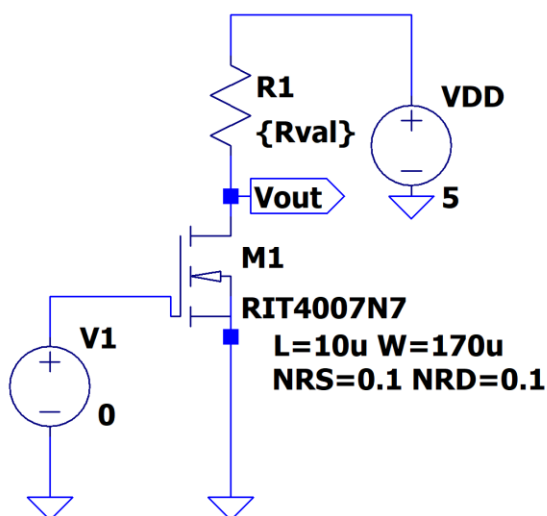 R1
{Rval}
VDD
5
Vout
M1
RIT4007N7
L=10u W=170u
NRS=0.1 NRD=0.1
V1
0